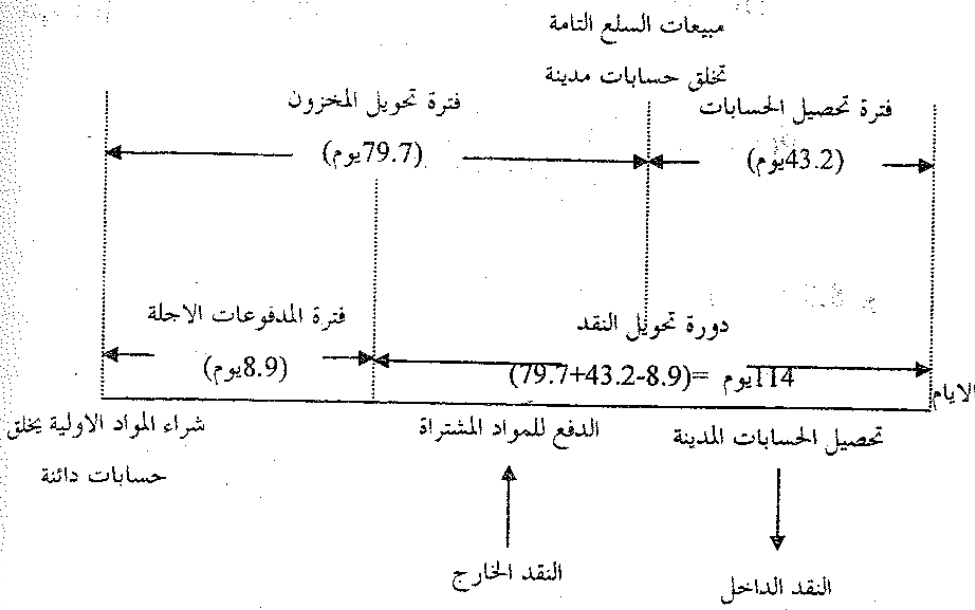 مبيعات السلع التامة
تخلق حسابات مدينة
فترة تحصيل الحسابات
فترة تحويل المخزون
(43.2يوم)
(79.7يوم)
دورة تحويل النقد
فترة المدفوعات الاجلة
114يوم =(79.7+43.2-8.9)
(8.9يوم)
الايام
تحصيل الحسابات المدينة
الدفع للمواد المشتراة
شراء المواد الاولية يخلق
حسابات دائنة
النقد الداخل
النقد الخارج